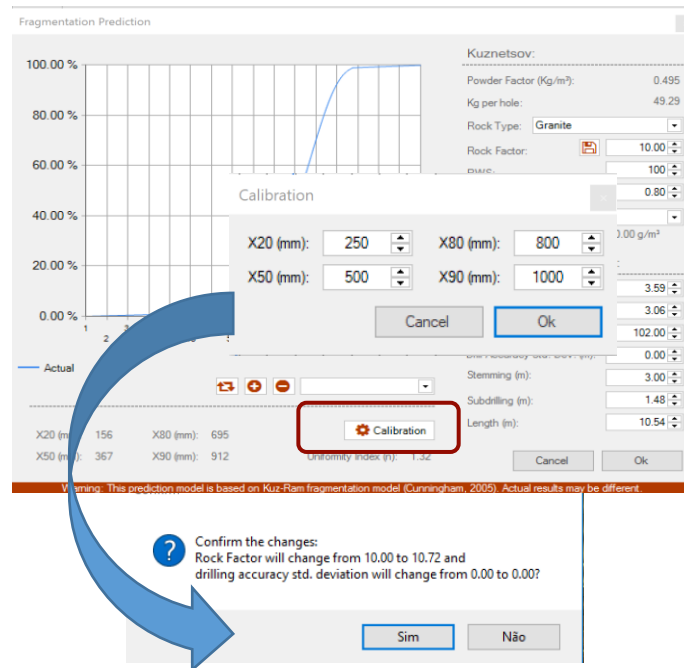 Fragmentation Prediction
Kuznetsov:
100.00 %
80.00 %
60.00 %
40.00 %
20.00 %
0.00 %
1
2
Actual
Powder Factor (Kg/m³): 0.495
Kg per hole: 49.29
Rock Type: Granite
Rock Factor: 10.00
100
0.80
0.00 g/m³
3.59
3.06
102.00
0.00
Stemming (m): 3.00
Subdrilling (m): 1.48
Length (m): 10.54
Calibration
X20 (mm): 250 X80 (mm): 800
X50 (mm): 500 X90 (mm): 1000
Cancel Ok
Calibration
156 X80 (mm): 695
X50 (mm): 367 X90 (mm): 912 Uniformity Index (n): 1.32
Cancel Ok
Warning: This prediction model is based on Kuz-Ram fragmentation model (Cunningham, 2005). Actual results may be different.
Confirm the changes:
Rock Factor will change from 10.00 to 10.72 and
drilling accuracy std. deviation will change from 0.00 to 0.00?
Sim Não